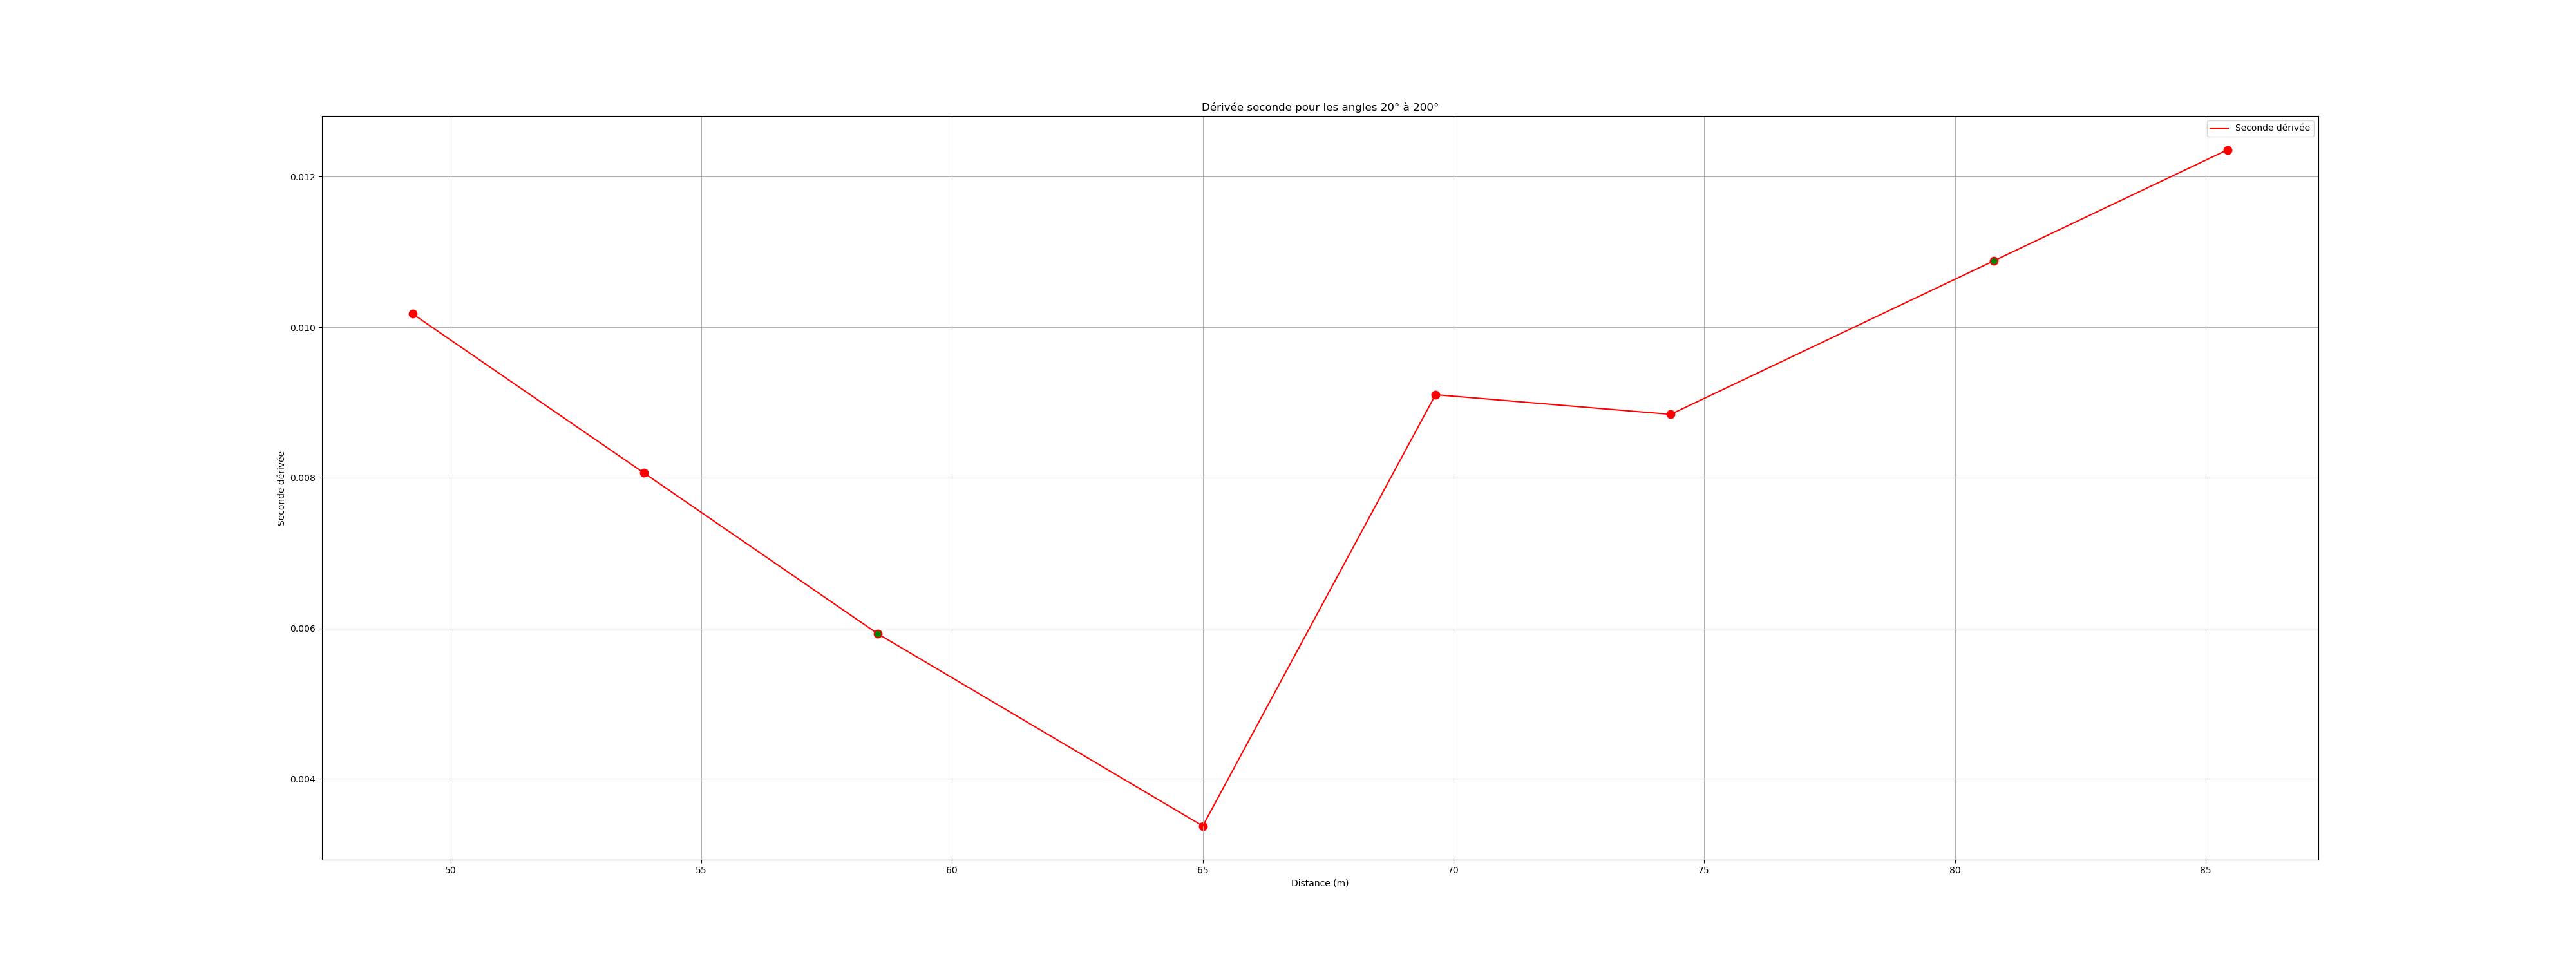 Dérivée seconde pour les angles 20° à 200°
Seconde dérivée
0.012
0.010
0.008
0.006
0.004
Seconde dérivée
50 55 60 65 70 75 80 85
Distance (m)